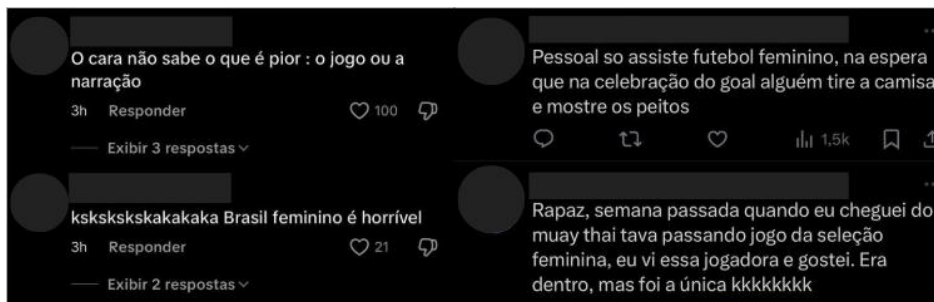 O cara não sabe o que é pior : o jogo ou a
narração
3h Responder 100
Exibir 3 respostas
kskskskskakakaka Brasil feminino é horrível
3h Responder 21
Exibir 2 respostas
Pessoal so assiste futebol feminino, na espera
que na celebração do goal alguém tire a camisa
e mostre os peitos
1,5k
Rapaz, semana passada quando eu cheguei do
muay thai tava passando jogo da seleção
feminina, eu vi essa jogadora e gostei. Era
dentro, mas foi a única kkkkkkkk